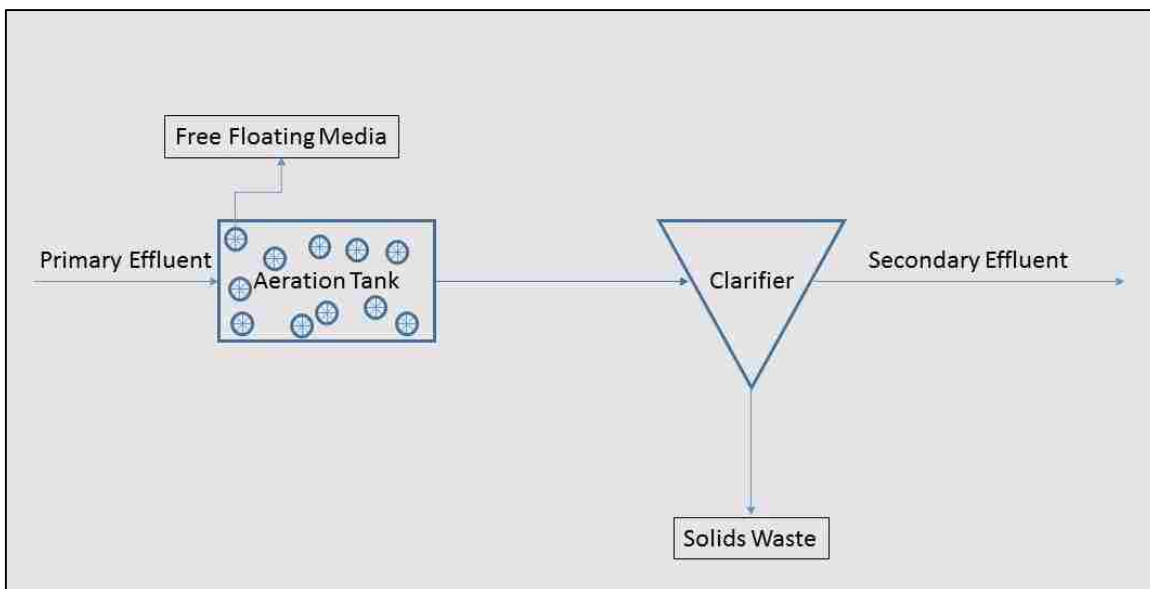 Free Floating Media
Primary Effluent
Aeration Tank
Clarifier
Secondary Effluent
Solids Waste